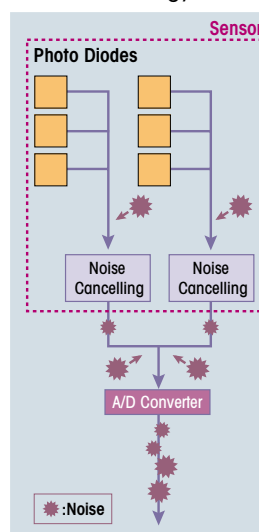 Sensor
Photo Diodes
Noise
Cancelling
Noise
Cancelling
A/D Converter
:Noise